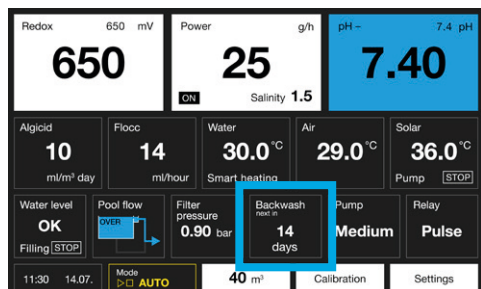 Redox 650 mV
650
Power g/h
25
ON Salinity 1.5
pH – 7.4 pH
7.40
Algicid
10
ml/m³ day
Flocc
14
ml/hour
Water
30.0 °C
Smart heating
Air
29.0 °C
Solar
36.0 °C
Pump STOP
Water level
OK
Filling STOP
Pool flow
OVER
Filter
pressure
0.90 bar
Backwash
next in
14
days
Pump
Medium
Relay
Pulse
11:30 14.07.
Mode
AUTO
40 m³
Calibration
Settings